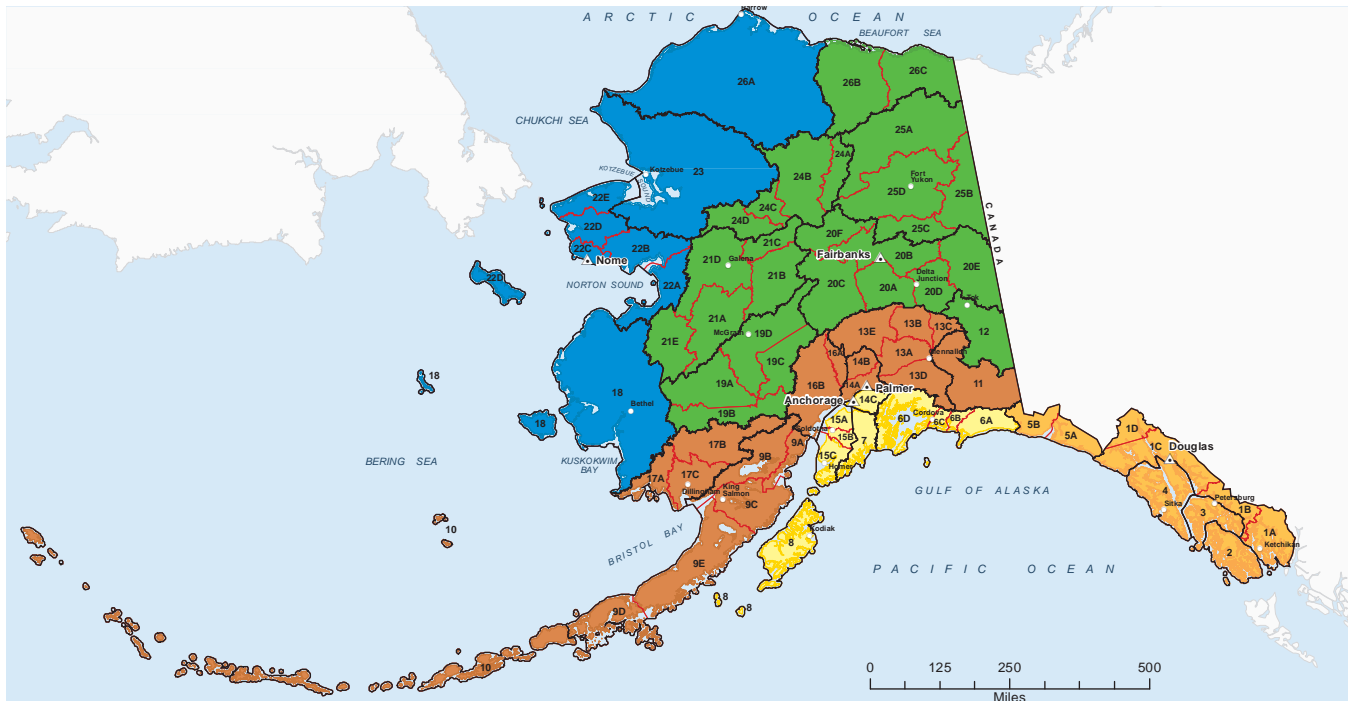 Barrow
ARCTIC OCEAN
BEAUFORT SEA
26A
26B
26C
CHUKCHI SEA
25A
24A
KOTZEBUE
SOUND
Kotzebue
23
24B
Fort
Yukon
25D
25B
22E
24C
24D
CANADA
22D
25C
20F
22C
22B
21C
Nome
21D
Galena
Fairbanks
20B
20E
22D
21B
Delta
Junction
NORTON SOUND
22A
20C
20A
20D
Tok
21A
McGrath
19D
13E
13B
13C
12
21E
16A
13A
Glennallen
19C
14B
18
19A
16B
14A
13D
11
18
Palmer
Bethel
Anchorage
14C
19B
15A
6D
Cordova
6C
6B
6A
5B
5A
1D
18
Soldotna
17B
9A
15B
7
1C
Douglas
BERING SEA
KUSKOKWIM
BAY
9B
15C
Homer
17A
17C
Dillingham
King
Salmon
9C
GULF OF ALASKA
4
Sitka
Petersburg
3
1B
10
Kodiak
1A
BRISTOL BAY
8
Ketchikan
2
9E
PACIFIC OCEAN
8
8
9D
10
0 125 250 500
Miles